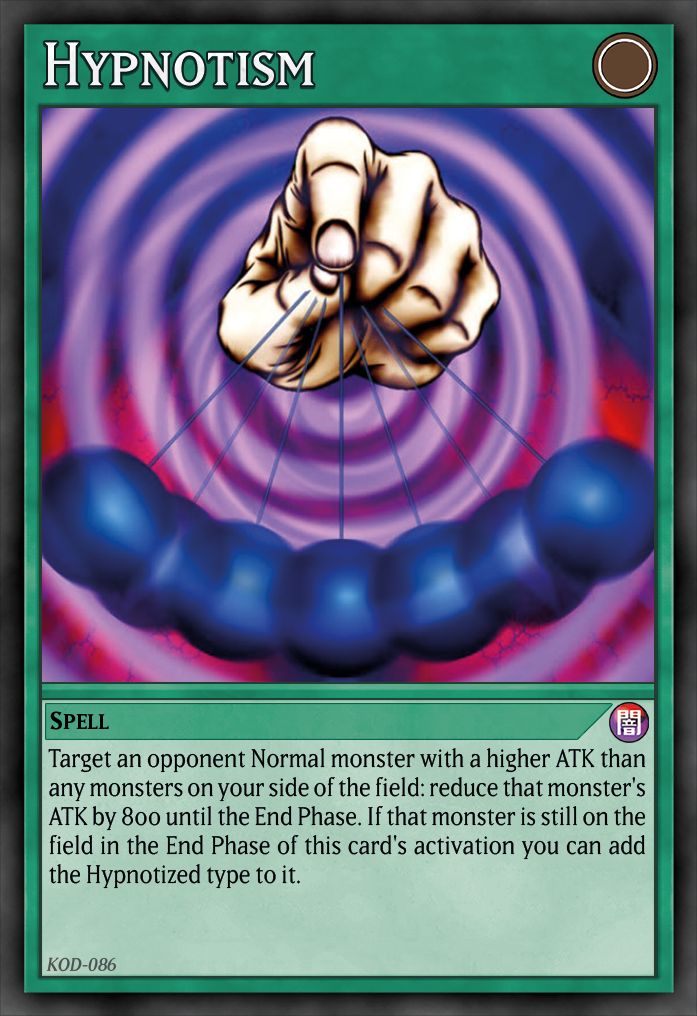 Hypnotism
Spell
闇
Target an opponent Normal monster with a higher ATK than
any monsters on your side of the field: reduce that monster's
ATK by 800 until the End Phase. If that monster is still on the
field in the End Phase of this card's activation you can add
the Hypnotized type to it.
KOD-086